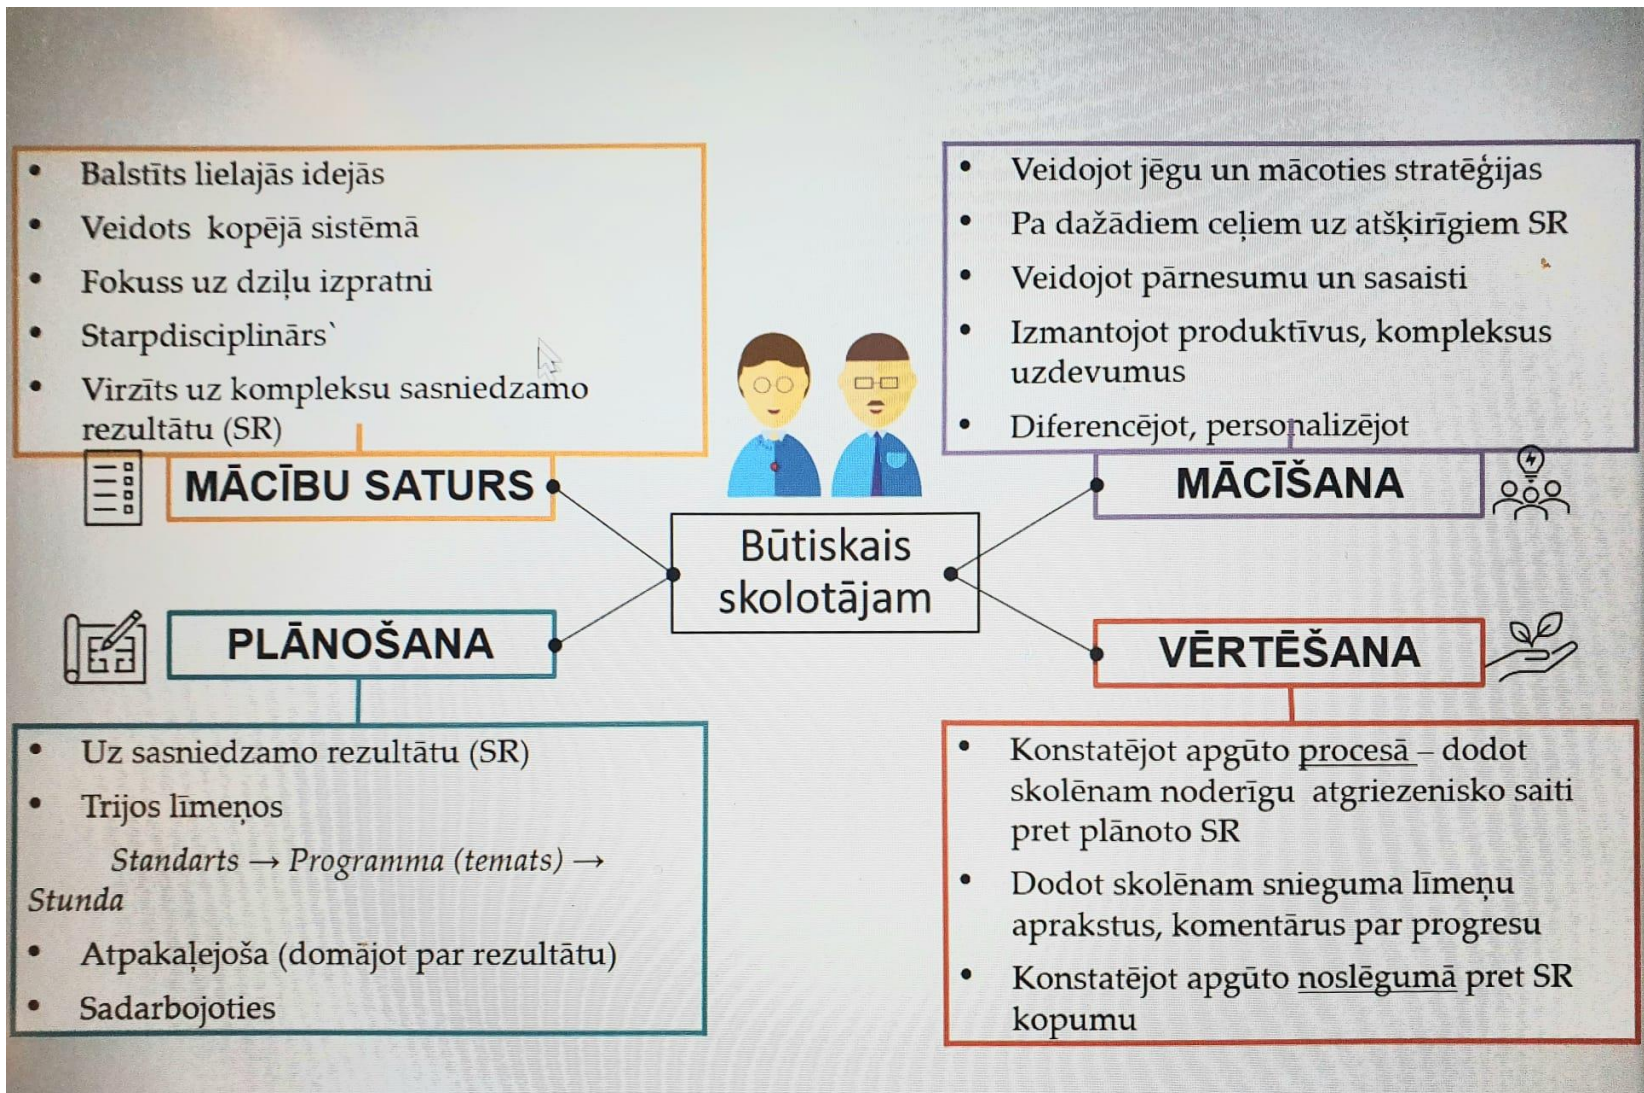 Balstīts lielajās idejās
Veidots kopējā sistēmā
Fokuss uz dziļu izpratni
Starpdisciplinārs`
Virzīts uz kompleksu sasniedzamo
rezultātu (SR)
MĀCĪBU SATURS
Veidojot jēgu un mācoties stratēģijas
Pa dažādiem ceļiem uz atšķirīgiem SR
Veidojot pārnesumu un sasaisti
Izmantojot produktīvus, kompleksus
uzdevumus
Diferencējot, personalizējot
MĀCĪŠANA
Būtiskais
skolotājam
PLĀNOŠANA
Uz sasniedzamo rezultātu (SR)
Trijos līmeņos
Standarts → Programma (temats) →
Stunda
Atpakaļejoša (domājot par rezultātu)
Sadarbojoties
VĒRTĒŠANA
Konstatējot apgūto procesā – dodot
skolēnam noderīgu atgriezenisko saiti
pret plānoto SR
Dodot skolēnam snieguma līmeņu
aprakstus, komentārus par progresu
Konstatējot apgūto noslēgumā pret SR
kopumu